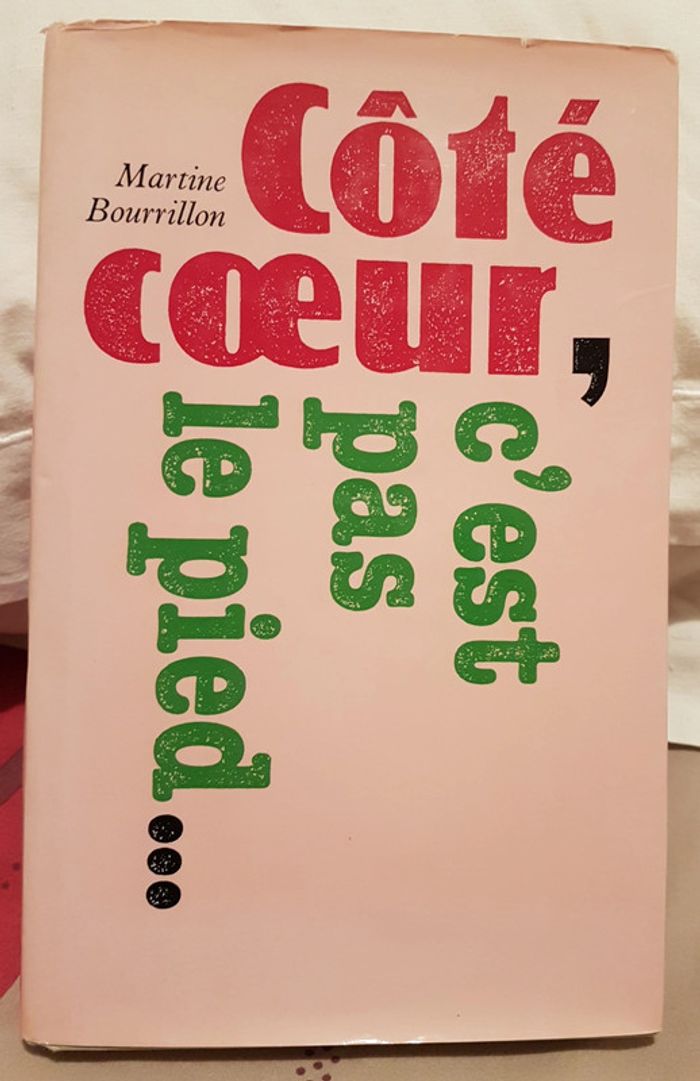 Martine
Bourrillon
Côté
cœur,
c'est
pas
le pied...